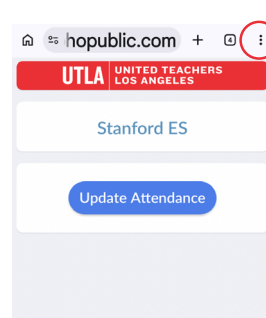 hopublic.com
4
UTLA
UNITED TEACHERS
LOS ANGELES
Stanford ES
Update Attendance